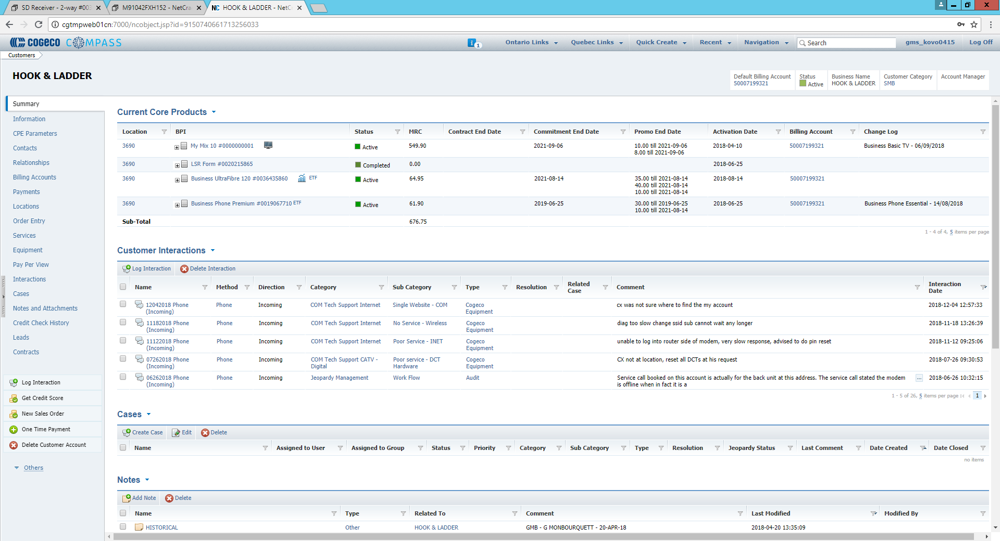 SD Receiver - 2-way #003
M91042FXH152 - NetCra
NC HOOK & LADDER - NetC
cgtmpweb01cn:7000/ncobject.jsp?id=9150740661713256033
COGECO COMPASS
i 1
Ontario Links
Quebec Links
Quick Create
Recent
Navigation
Search
gms_kovo0415
Log Off
Customers
HOOK & LADDER
Default Billing Account
50007199321
Status
Active
Business Name
HOOK & LADDER
Customer Category
SMB
Account Manager
Summary
Information
CPE Parameters
Contacts
Relationships
Billing Accounts
Payments
Locations
Order Entry
Services
Equipment
Pay Per View
Interactions
Cases
Notes and Attachments
Credit Check History
Leads
Contracts
Log Interaction
Get Credit Score
New Sales Order
One Time Payment
Delete Customer Account
Others
Current Core Products
Location BPI Status MRC Contract End Date Commitment End Date Promo End Date Activation Date Billing Account Change Log
3690 My Mix 10 #0000000001 Active 549.90 2021-09-06 10.00 till 2021-09-06 2018-04-10 50007199321 Business Basic TV - 06/09/2018
8.00 till 2021-09-06
3690 LSR Form #0020215865 Completed 0.00 2018-06-25
3690 Business UltraFibre 120 #0036435860 ETF Active 64.95 2021-08-14 35.00 till 2021-08-14 2018-08-14 50007199321
40.00 till 2021-08-14
10.00 till 2021-08-14
3690 Business Phone Premium #0019067710 ETF Active 61.90 2019-06-25 30.00 till 2019-06-25 2018-06-25 50007199321 Business Phone Essential - 14/08/2018
10.00 till 2021-08-14
Sub-Total 676.75
1 - 4 of 4, 5 items per page
Customer Interactions
Log Interaction Delete Interaction
Name Method Direction Category Sub Category Type Resolution Related Case Comment Interaction Date
12042018 Phone Phone Incoming COM Tech Support Internet Single Website - COM Cogeco cx was not sure where to find the my account 2018-12-04 12:57:33
(Incoming) Equipment
11182018 Phone Phone Incoming COM Tech Support Internet No Service - Wireless Cogeco diag too slow change ssid sub cannot wait any longer 2018-11-18 13:26:39
(Incoming) Equipment
11122018 Phone Phone Incoming COM Tech Support Internet Poor Service - INET Cogeco unable to log into router side of modem, very slow response, advised to do pin reset 2018-11-12 09:25:06
(Incoming) Equipment
07262018 Phone Phone Incoming COM Tech Support CATV - Poor service - DCT Cogeco CX not at location, reset all DCTs at his request 2018-07-26 09:30:53
(Incoming) Digital Hardware Equipment
06262018 Phone Phone Incoming Jeopardy Management Work Flow Audit Service call booked on this account is actually for the back unit at this address. The service call stated the modem ... 2018-06-26 10:32:15
(Incoming) is offline when in fact it is a
1 - 5 of 26, 5 items per page 1
Cases
Create Case Edit Delete
Name Assigned to User Assigned to Group Status Priority Category Sub Category Type Resolution Jeopardy Status Last Comment Date Created Date Closed
no items
Notes
Add Note Delete
Name Type Related To Comment Last Modified Modified By
HISTORICAL Other HOOK & LADDER GMB - G MONBOURQUETT - 20-APR-18 2018-04-20 13:35:09